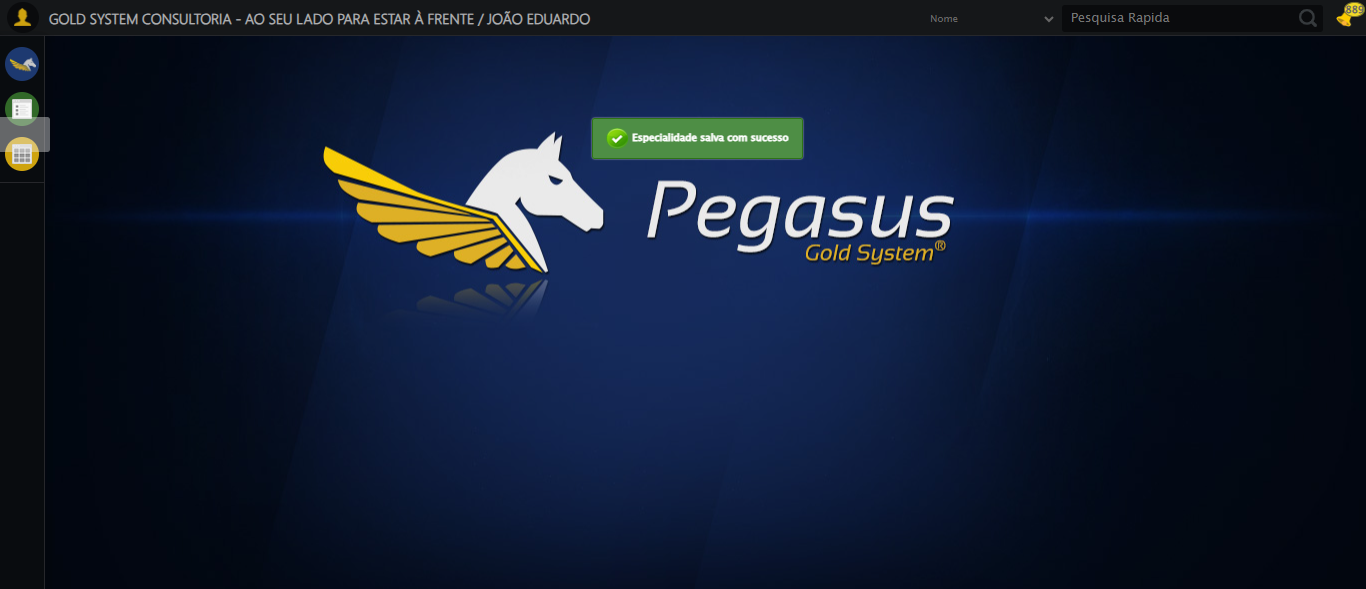 GOLD SYSTEM CONSULTORIA - AO SEU LADO PARA ESTAR À FRENTE / JOÃO EDUARDO
Nome
Pesquisa Rapida
889
Especialidade salva com sucesso
Pegasus
Gold System®